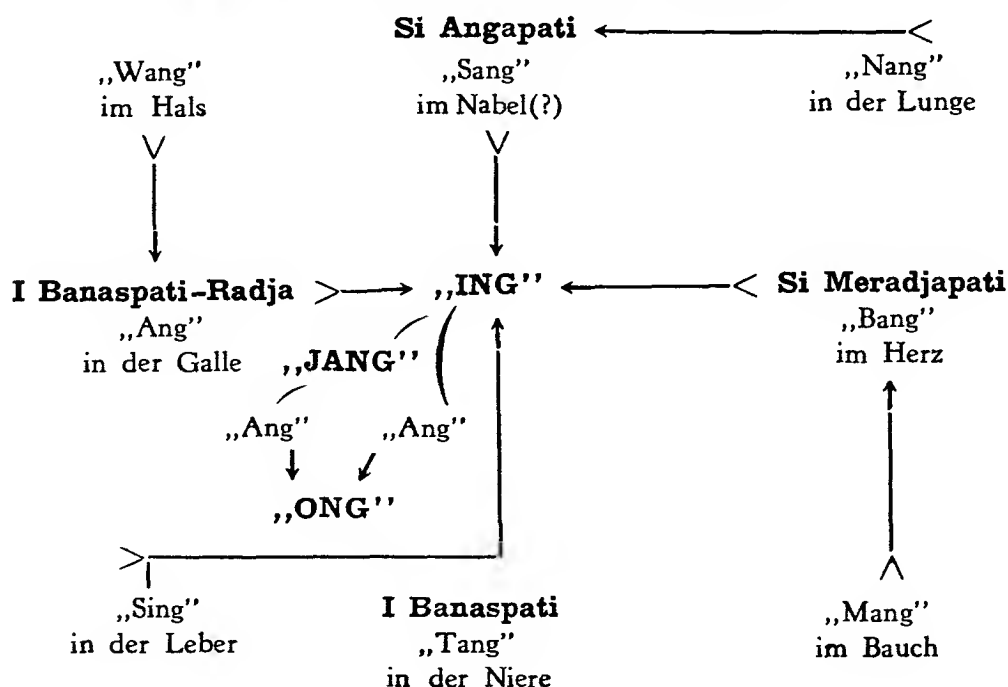 Si Angapati
„Wang”
im Hals
„Sang”
im Nabel(?)
„Nang”
in der Lunge
I Banaspati-Radja
„Ang”
in der Galle
„ING”
Si Meradjapati
„Bang”
im Herz
„JANG”
„Ang”
„Ang”
„ONG”
„Sing”
in der Leber
I Banaspati
„Tang”
in der Niere
„Mang”
im Bauch